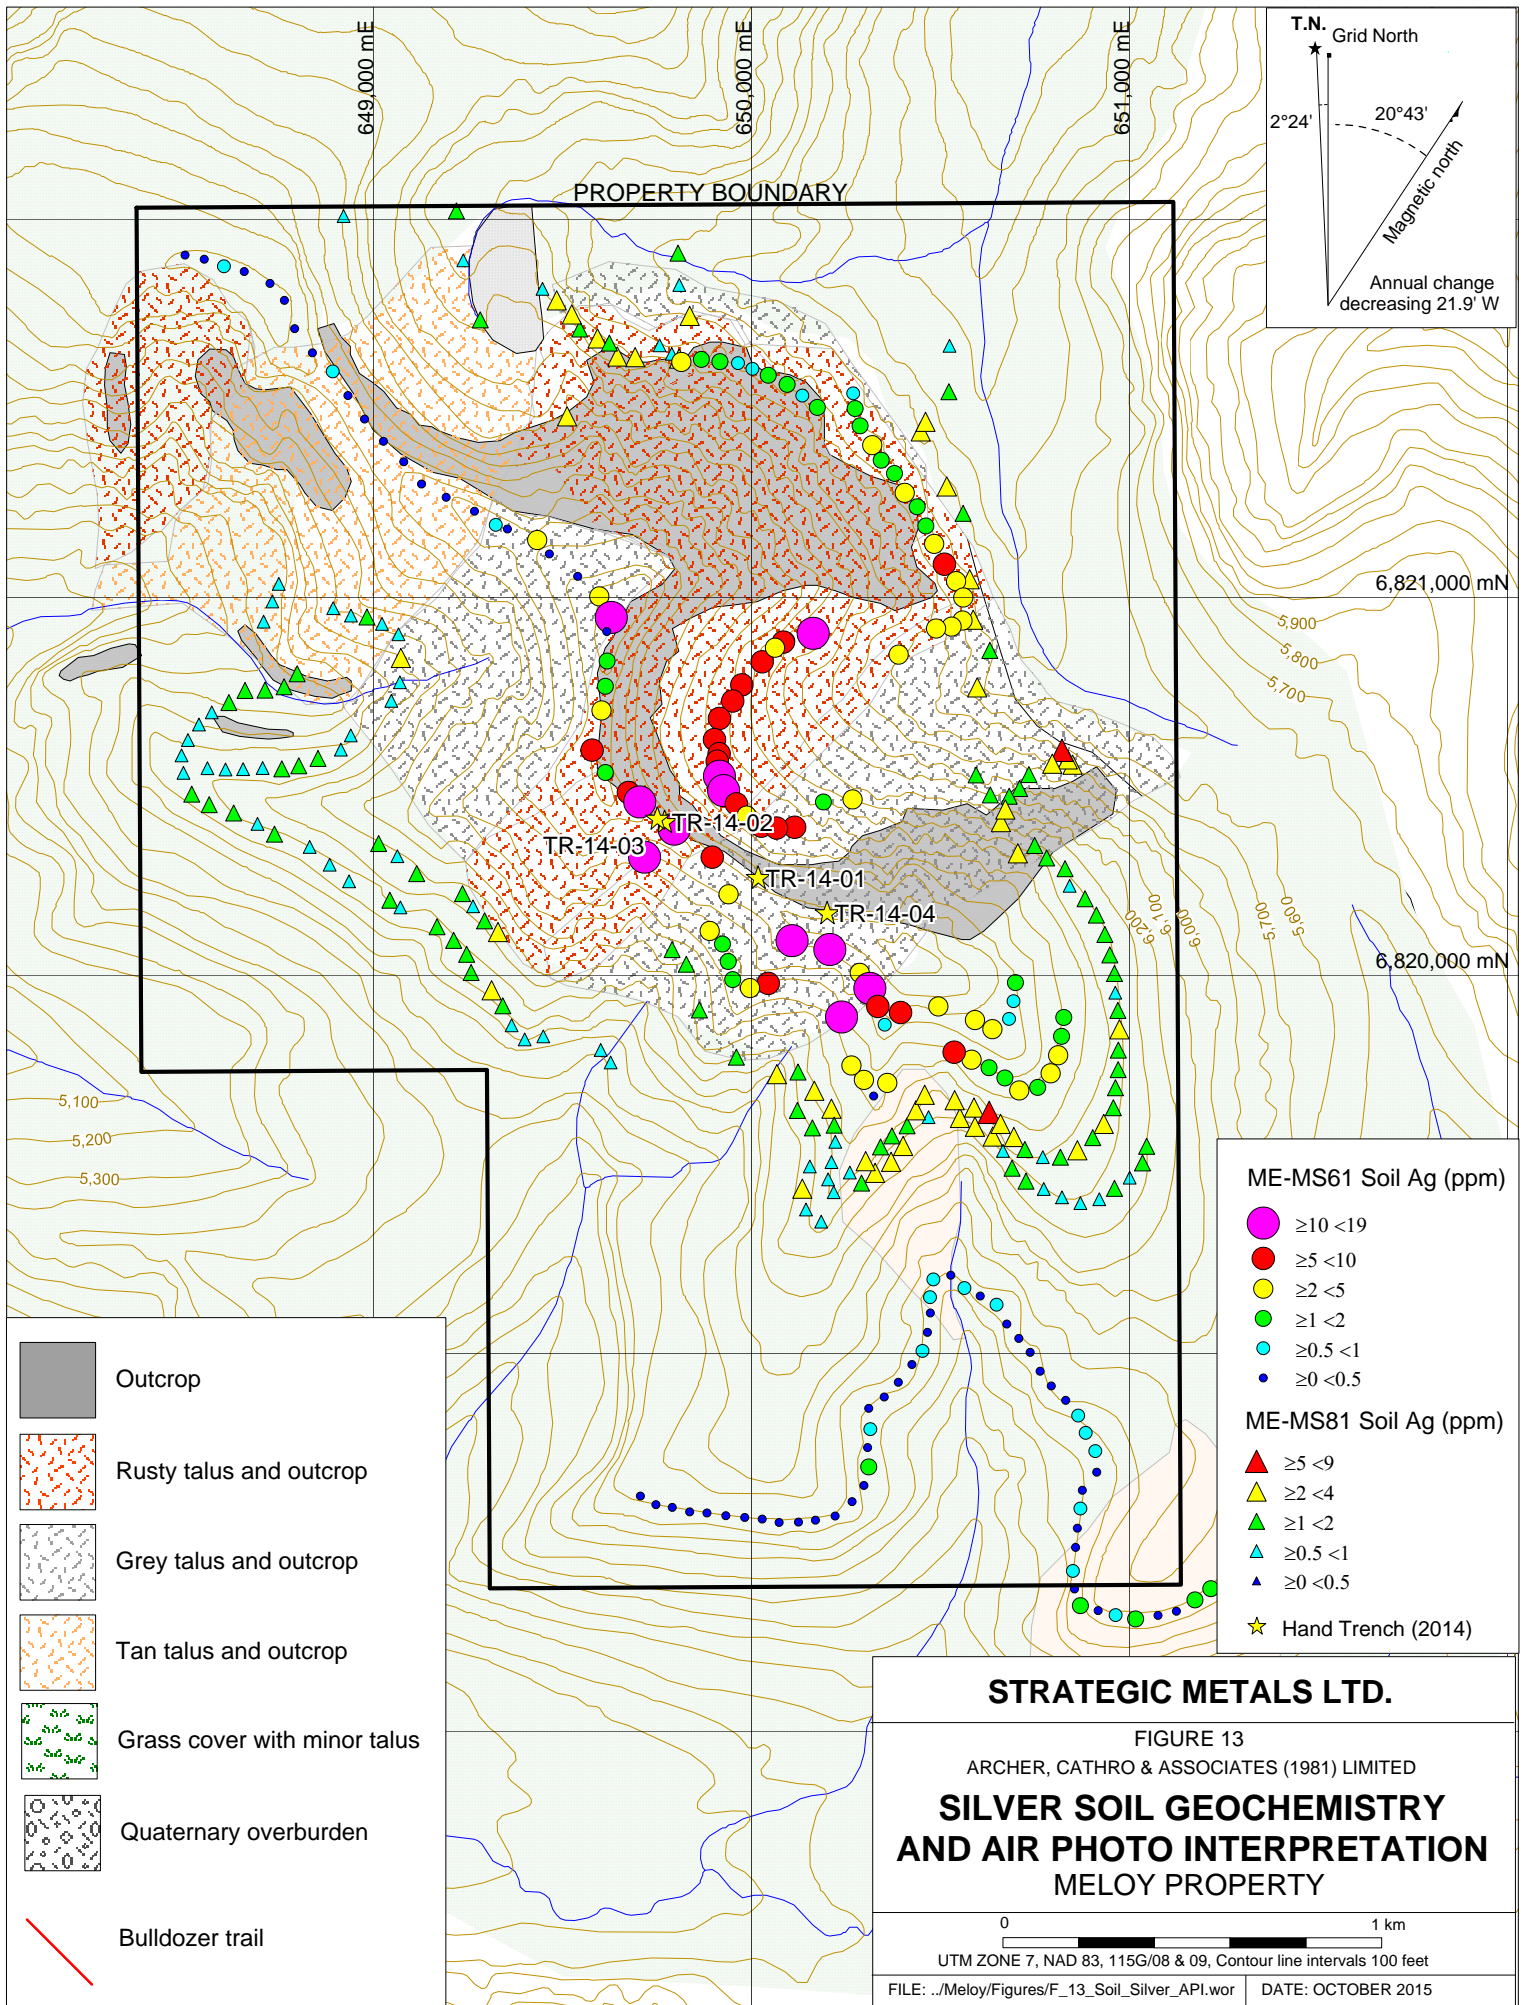 649,000 mE
650,000 mE
651,000 mE
T.N.
Grid North
2°24'
20°43'
Magnetic north
Annual change
decreasing 21.9' W
PROPERTY BOUNDARY
6,821,000 mN
5,900
5,800
5,700
TR-14-02
TR-14-03
TR-14-01
TR-14-04
6,200
6,100
6,000
5,700
5,600
6,820,000 mN
5,100
5,200
5,300
ME-MS61 Soil Ag (ppm)
≥10 <19
≥5 <10
≥2 <5
≥1 <2
≥0.5 <1
≥0 <0.5
ME-MS81 Soil Ag (ppm)
≥5 <9
≥2 <4
≥1 <2
≥0.5 <1
≥0 <0.5
Hand Trench (2014)
Outcrop
Rusty talus and outcrop
Grey talus and outcrop
Tan talus and outcrop
Grass cover with minor talus
Quaternary overburden
Bulldozer trail
STRATEGIC METALS LTD.
FIGURE 13
ARCHER, CATHRO & ASSOCIATES (1981) LIMITED
SILVER SOIL GEOCHEMISTRY
AND AIR PHOTO INTERPRETATION
MELOY PROPERTY
0 1 km
UTM ZONE 7, NAD 83, 115G/08 & 09, Contour line intervals 100 feet
FILE: ../Meloy/Figures/F_13_Soil_Silver_API.wor
DATE: OCTOBER 2015